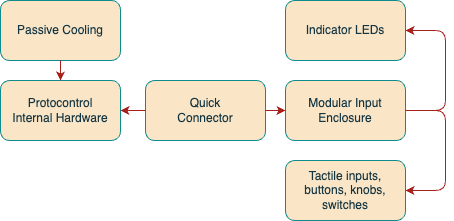 Passive Cooling
Indicator LEDs
Protocontrol
Internal Hardware
Quick
Connector
Modular Input
Enclosure
Tactile inputs,
buttons, knobs,
switches